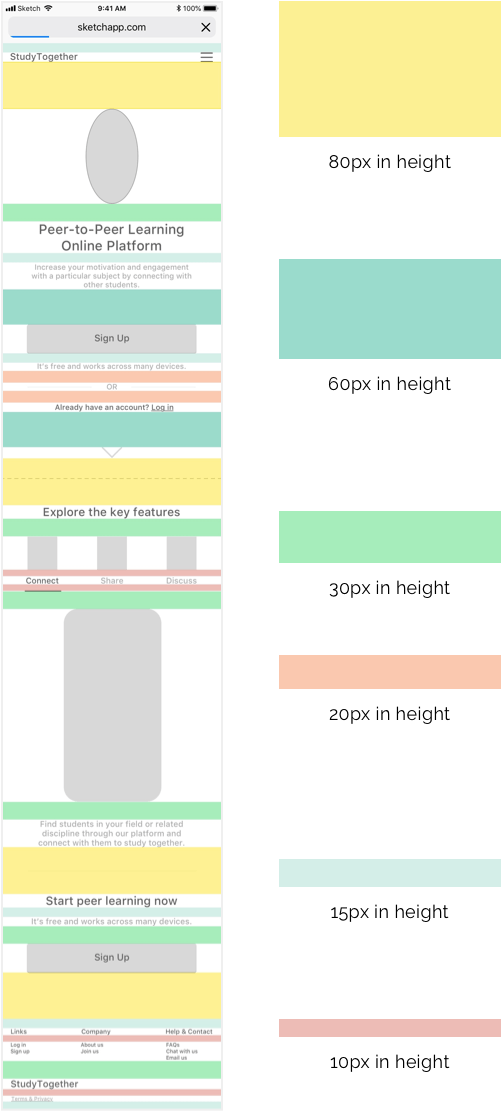 Sketch 9:41 AM 100%
sketchapp.com
StudyTogether
Peer-to-Peer Learning
Online Platform
Increase your motivation and engagement
with a particular subject by connecting with
other students.
Sign Up
It's free and works across many devices.
OR
Already have an account? Log in
Explore the key features
Connect Share Discuss
Find students in your field or related
discipline through our platform and
connect with them to study together.
Start peer learning now
It's free and works across many devices.
Sign Up
Links Company Help & Contact
Log in About us FAQs
Sign up Join us Chat with us
Email us
StudyTogether
Terms & Privacy
80px in height
60px in height
30px in height
20px in height
15px in height
10px in height